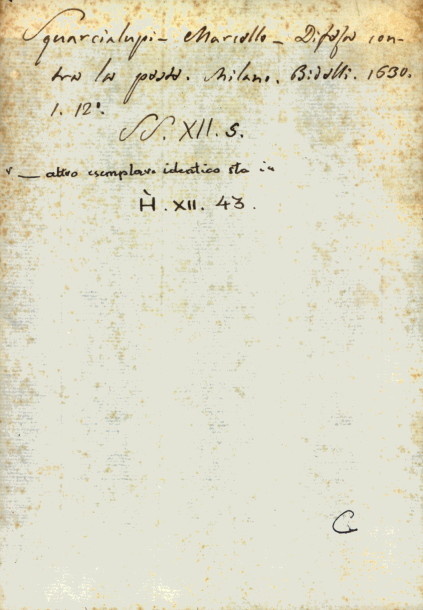 Squarcialupi - Marcello - Difesa con-
tra la peste. Milano. Bidelli. 1630.
1. 12°.
SS. XII. 5.
v - altro esemplare identico sta in
H. XII. 43.
C